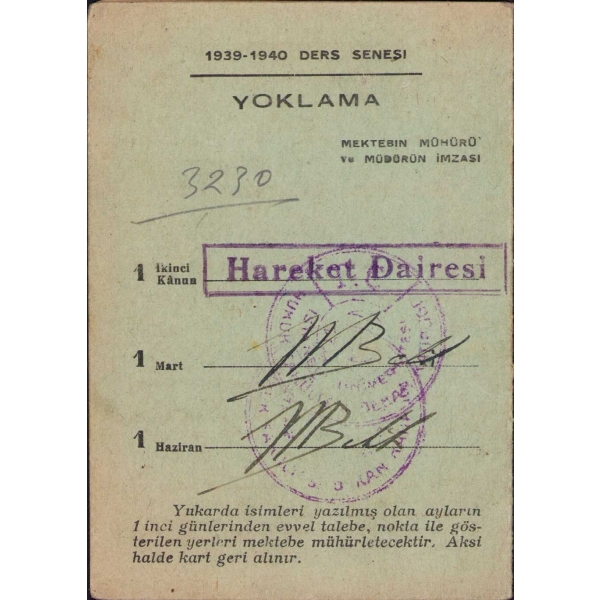 1939-1940 DERS SENESİ
YOKLAMA
MEKTEBİN MÜHÜRÜ
ve MÜDÜRÜN İMZASI
3230
1 İkinci Kânun
Hareket Dairesi
1 Mart
1 Haziran
Yukarda isimleri yazılmış olan ayların
1 inci günlerinden evvel talebe, nokta ile gös-
terilen yerleri mektebe mühürletecektir. Aksi
halde kart geri alınır.